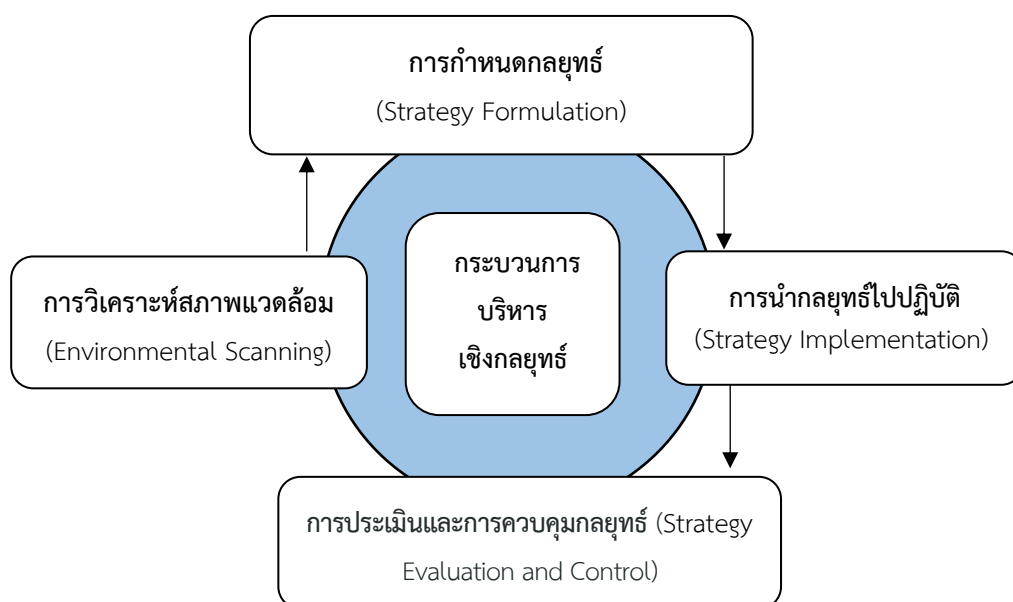 การกำหนดกลยุทธ์
(Strategy Formulation)
กระบวนการ
บริหาร
เชิงกลยุทธ์
การวิเคราะห์สภาพแวดล้อม
(Environmental Scanning)
การนำกลยุทธ์ไปปฏิบัติ
(Strategy Implementation)
การประเมินและการควบคุมกลยุทธ์ (Strategy
Evaluation and Control)